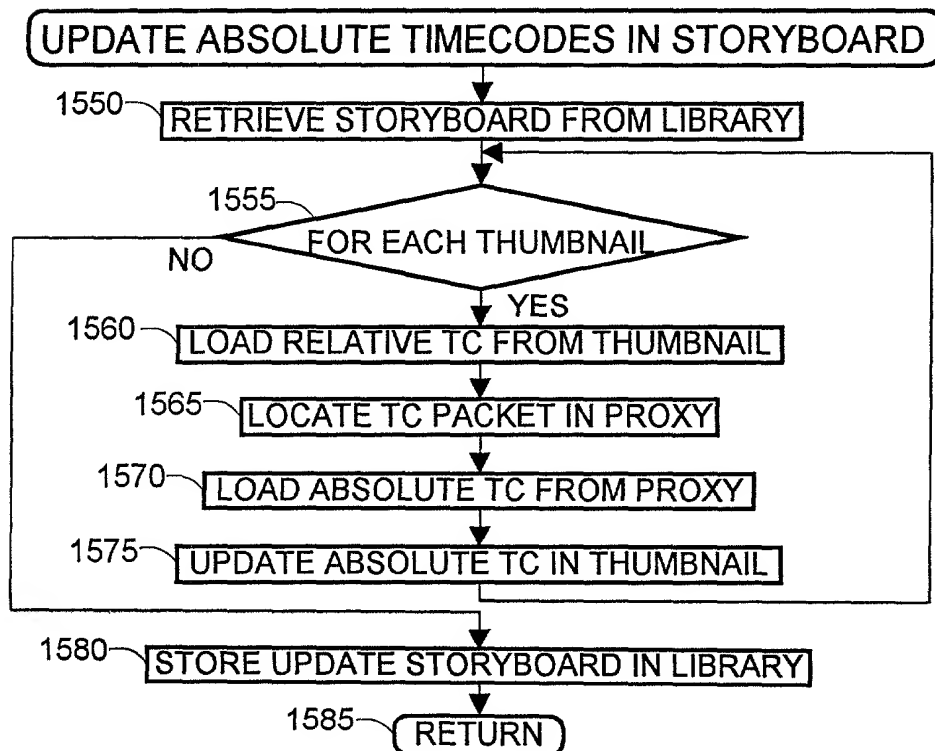 UPDATE ABSOLUTE TIMECODES IN STORYBOARD
1550
RETRIEVE STORYBOARD FROM LIBRARY
1555
FOR EACH THUMBNAIL
NO
YES
1560
LOAD RELATIVE TC FROM THUMBNAIL
1565
LOCATE TC PACKET IN PROXY
1570
LOAD ABSOLUTE TC FROM PROXY
1575
UPDATE ABSOLUTE TC IN THUMBNAIL
1580
STORE UPDATE STORYBOARD IN LIBRARY
1585
RETURN